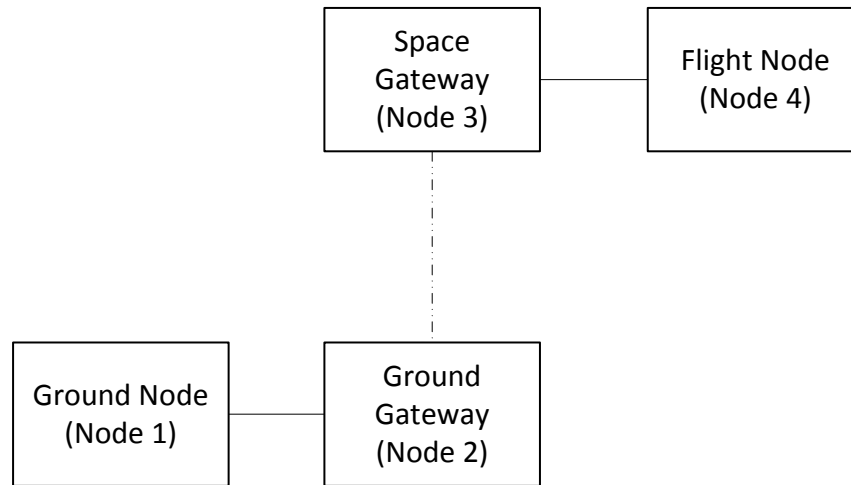 Space
Gateway
(Node 3)
Flight Node
(Node 4)
Ground Node
(Node 1)
Ground
Gateway
(Node 2)